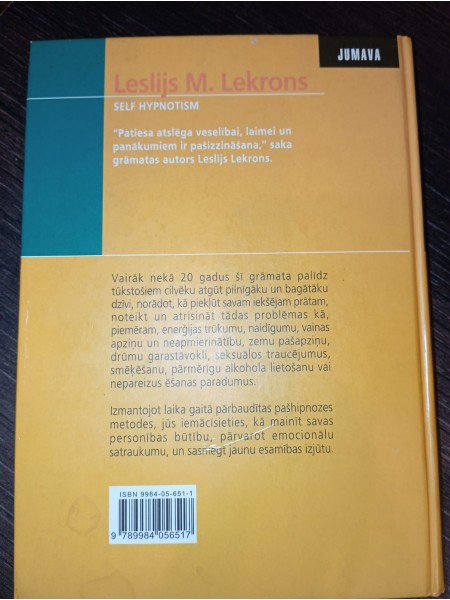 JUMAVA
Leslijs M. Lekrons
SELF HYPNOTISM
"Patiesa atslēga veselībai, laimei un
panākumiem ir pašizzināšana," saka
grāmatas autors Leslijs Lekrons.
Vairāk nekā 20 gadus šī grāmata palīdz
tūkstošiem cilvēku atgūt pilnīgāku un bagātāku
dzīvi, norādot, kā piekļūt savam iekšējam prātam,
noteikt un atrisināt tādas problēmas kā,
piemēram, enerģijas trūkumu, naidīgumu, vainas
apziņu un neapmierinātību, zemu pašapziņu,
drūmu garastāvokli, seksuālos traucējumus,
smēķēšanu, pārmērīgu alkohola lietošanu vai
nepareizus ēšanas paradumus.
Izmantojot laika gaitā pārbaudītas pašhipnozes
metodes, jūs iemācīsieties, kā mainīt savas
personības būtību, pārvarot emocionālu
satraukumu, un sasniegt jaunu esamības izjūtu.
ISBN 9984-05-651-1
9 789984 056517